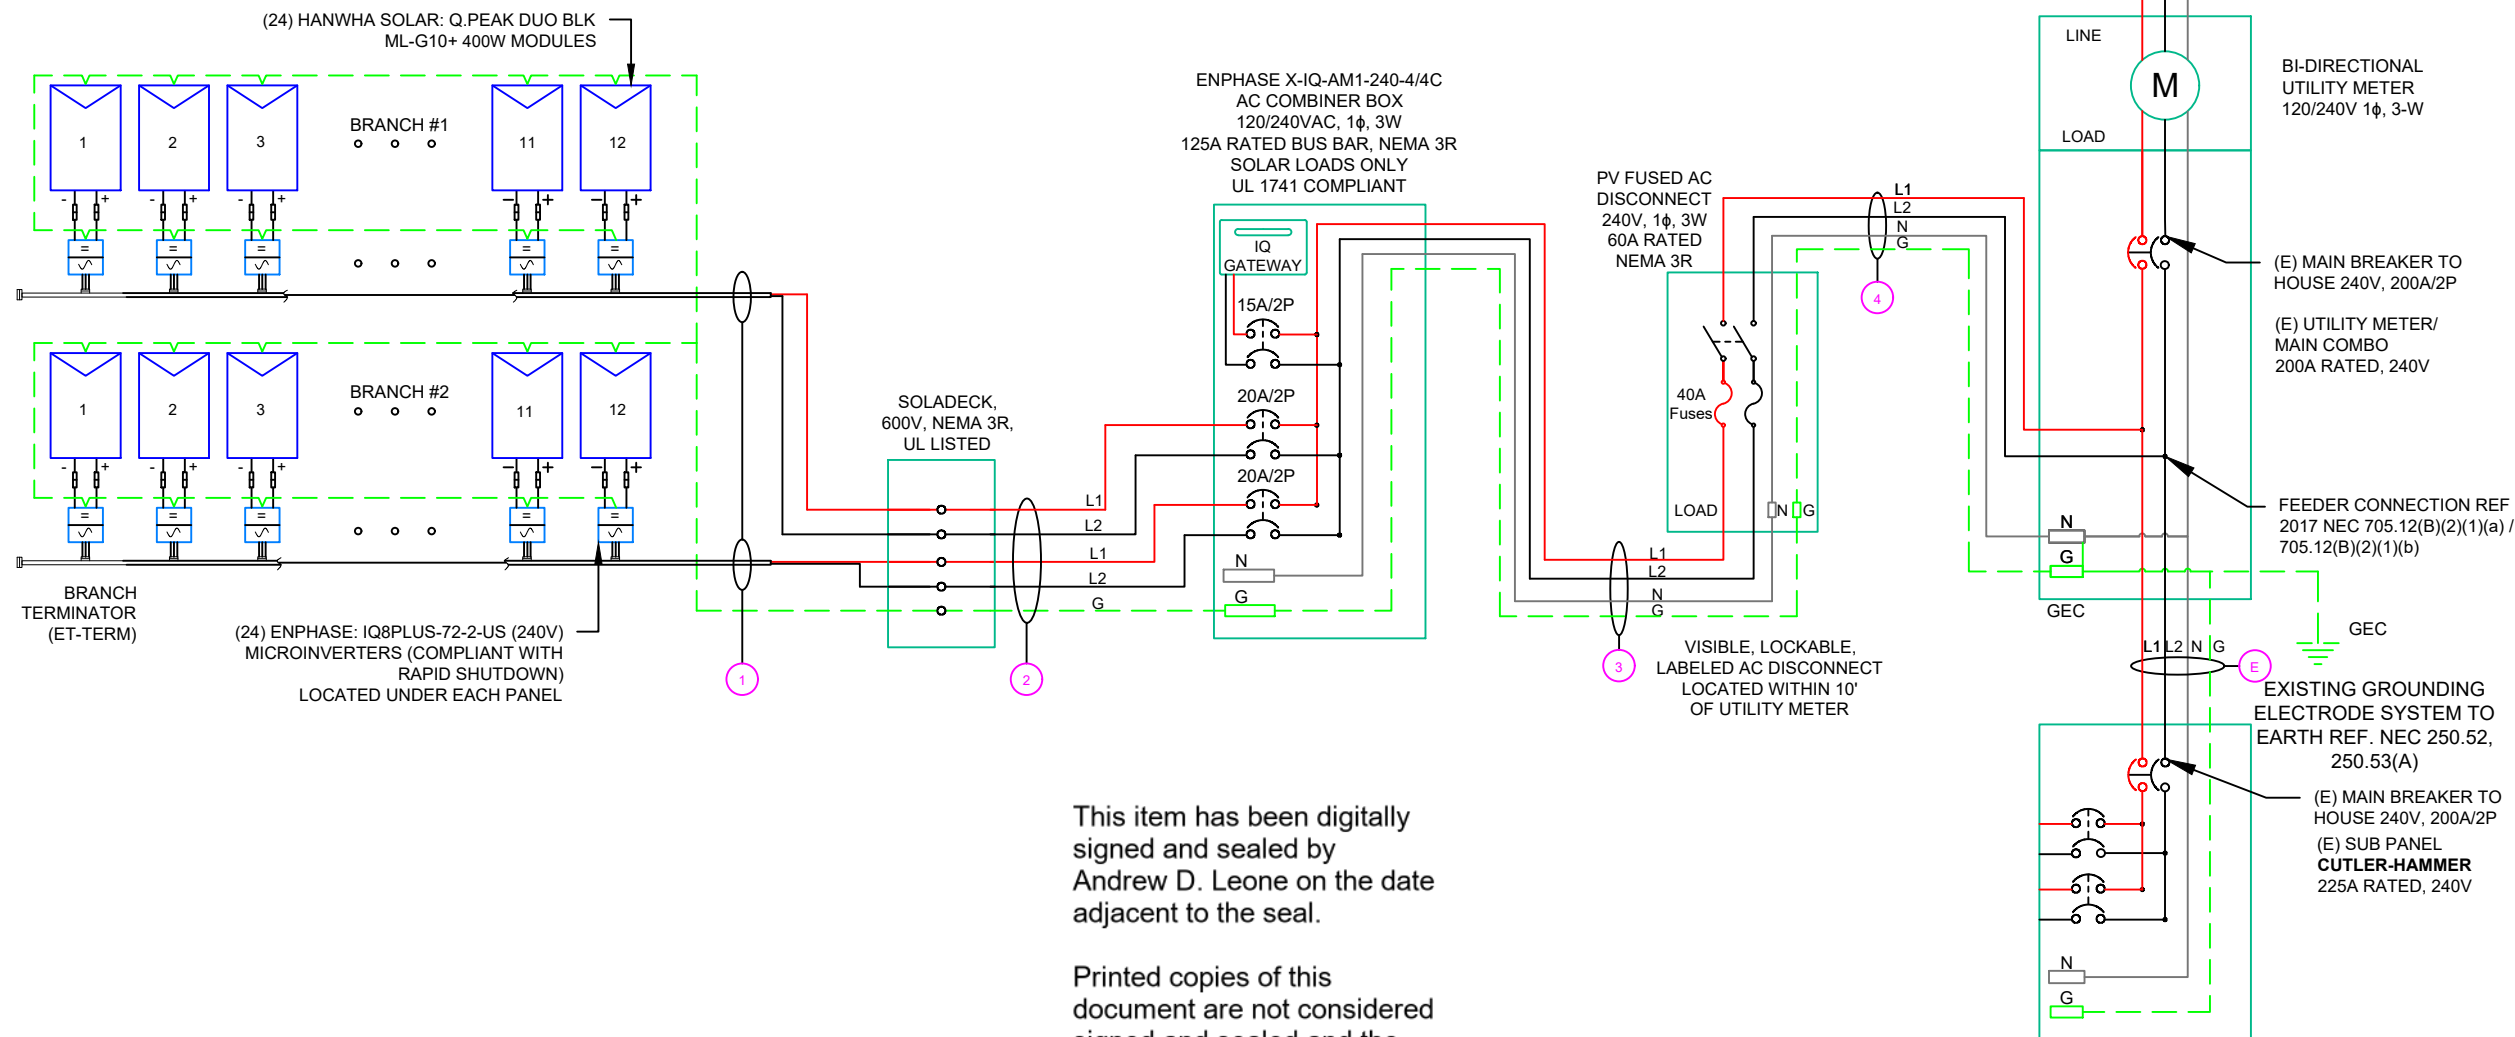 (24) HANWHA SOLAR: Q.PEAK DUO BLK
ML-G10+ 400W MODULES
1
2
3
BRANCH #1
11
12
- +
- +
- +
- +
- +
=
=
=
=
=
1
2
3
BRANCH #2
11
12
- +
- +
- +
- +
- +
=
=
=
=
=
BRANCH
TERMINATOR
(ET-TERM)
(24) ENPHASE: IQ8PLUS-72-2-US (240V)
MICROINVERTERS (COMPLIANT WITH
RAPID SHUTDOWN)
LOCATED UNDER EACH PANEL
1
SOLADECK,
600V, NEMA 3R,
UL LISTED
L1
L2
L1
L2
G
2
ENPHASE X-IQ-AM1-240-4/4C
AC COMBINER BOX
120/240VAC, 1ϕ, 3W
125A RATED BUS BAR, NEMA 3R
SOLAR LOADS ONLY
UL 1741 COMPLIANT
IQ
GATEWAY
15A/2P
20A/2P
20A/2P
N
G
PV FUSED AC
DISCONNECT
240V, 1ϕ, 3W
60A RATED
NEMA 3R
40A
Fuses
LOAD
N
G
L1
L2
N
G
3
VISIBLE, LOCKABLE,
LABELED AC DISCONNECT
LOCATED WITHIN 10'
OF UTILITY METER
L1
L2
N
G
4
LINE
M
LOAD
BI-DIRECTIONAL
UTILITY METER
120/240V 1ϕ, 3-W
(E) MAIN BREAKER TO
HOUSE 240V, 200A/2P
(E) UTILITY METER/
MAIN COMBO
200A RATED, 240V
FEEDER CONNECTION REF
2017 NEC 705.12(B)(2)(1)(a) /
705.12(B)(2)(1)(b)
N
G
GEC
GEC
L1 L2 N G
E
EXISTING GROUNDING
ELECTRODE SYSTEM TO
EARTH REF. NEC 250.52,
250.53(A)
(E) MAIN BREAKER TO
HOUSE 240V, 200A/2P
(E) SUB PANEL
CUTLER-HAMMER
225A RATED, 240V
N
G
This item has been digitally
signed and sealed by
Andrew D. Leone on the date
adjacent to the seal.
Printed copies of this
document are not considered
signed and sealed and the